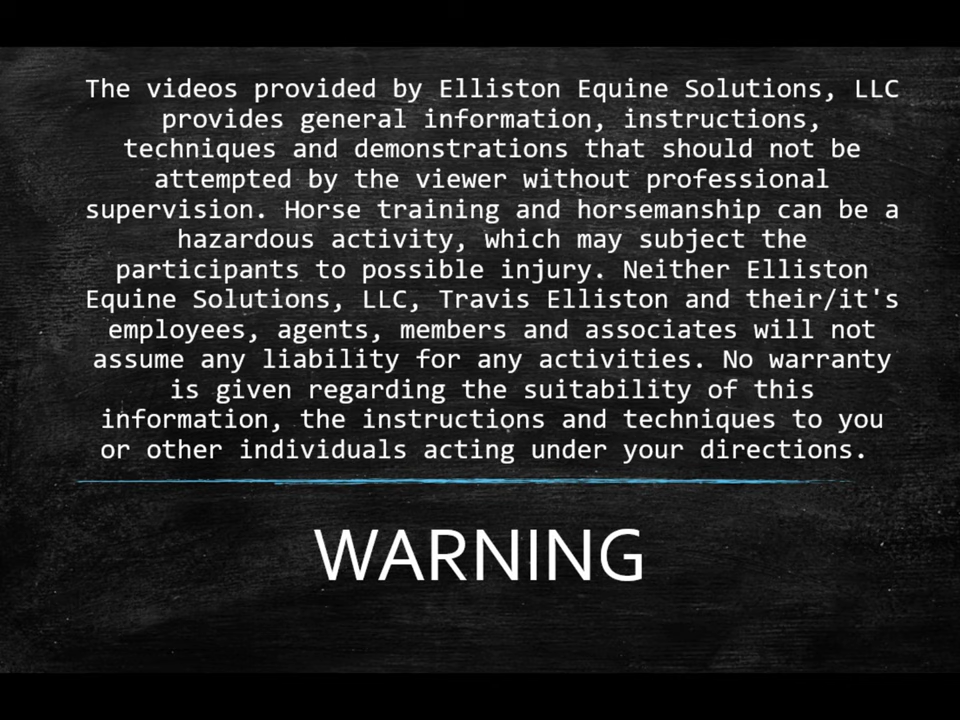 The videos provided by Elliston Equine Solutions, LLC
provides general information, instructions,
techniques and demonstrations that should not be
attempted by the viewer without professional
supervision. Horse training and horsemanship can be a
hazardous activity, which may subject the
participants to possible injury. Neither Elliston
Equine Solutions, LLC, Travis Elliston and their/it's
employees, agents, members and associates will not
assume any liability for any activities. No warranty
is given regarding the suitability of this
information, the instructions and techniques to you
or other individuals acting under your directions.
WARNING